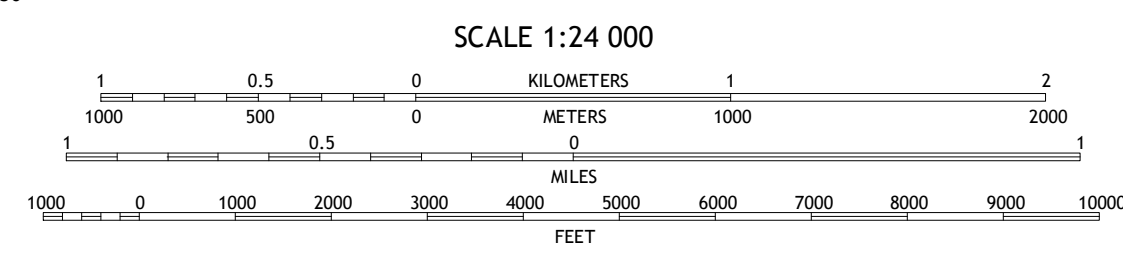 SCALE 1:24 000
1 0.5 0 KILOMETERS 1 2
1000 500 0 METERS 1000 2000
1 0.5 0 1
MILES
1000 0 1000 2000 3000 4000 5000 6000 7000 8000 9000 10000
FEET